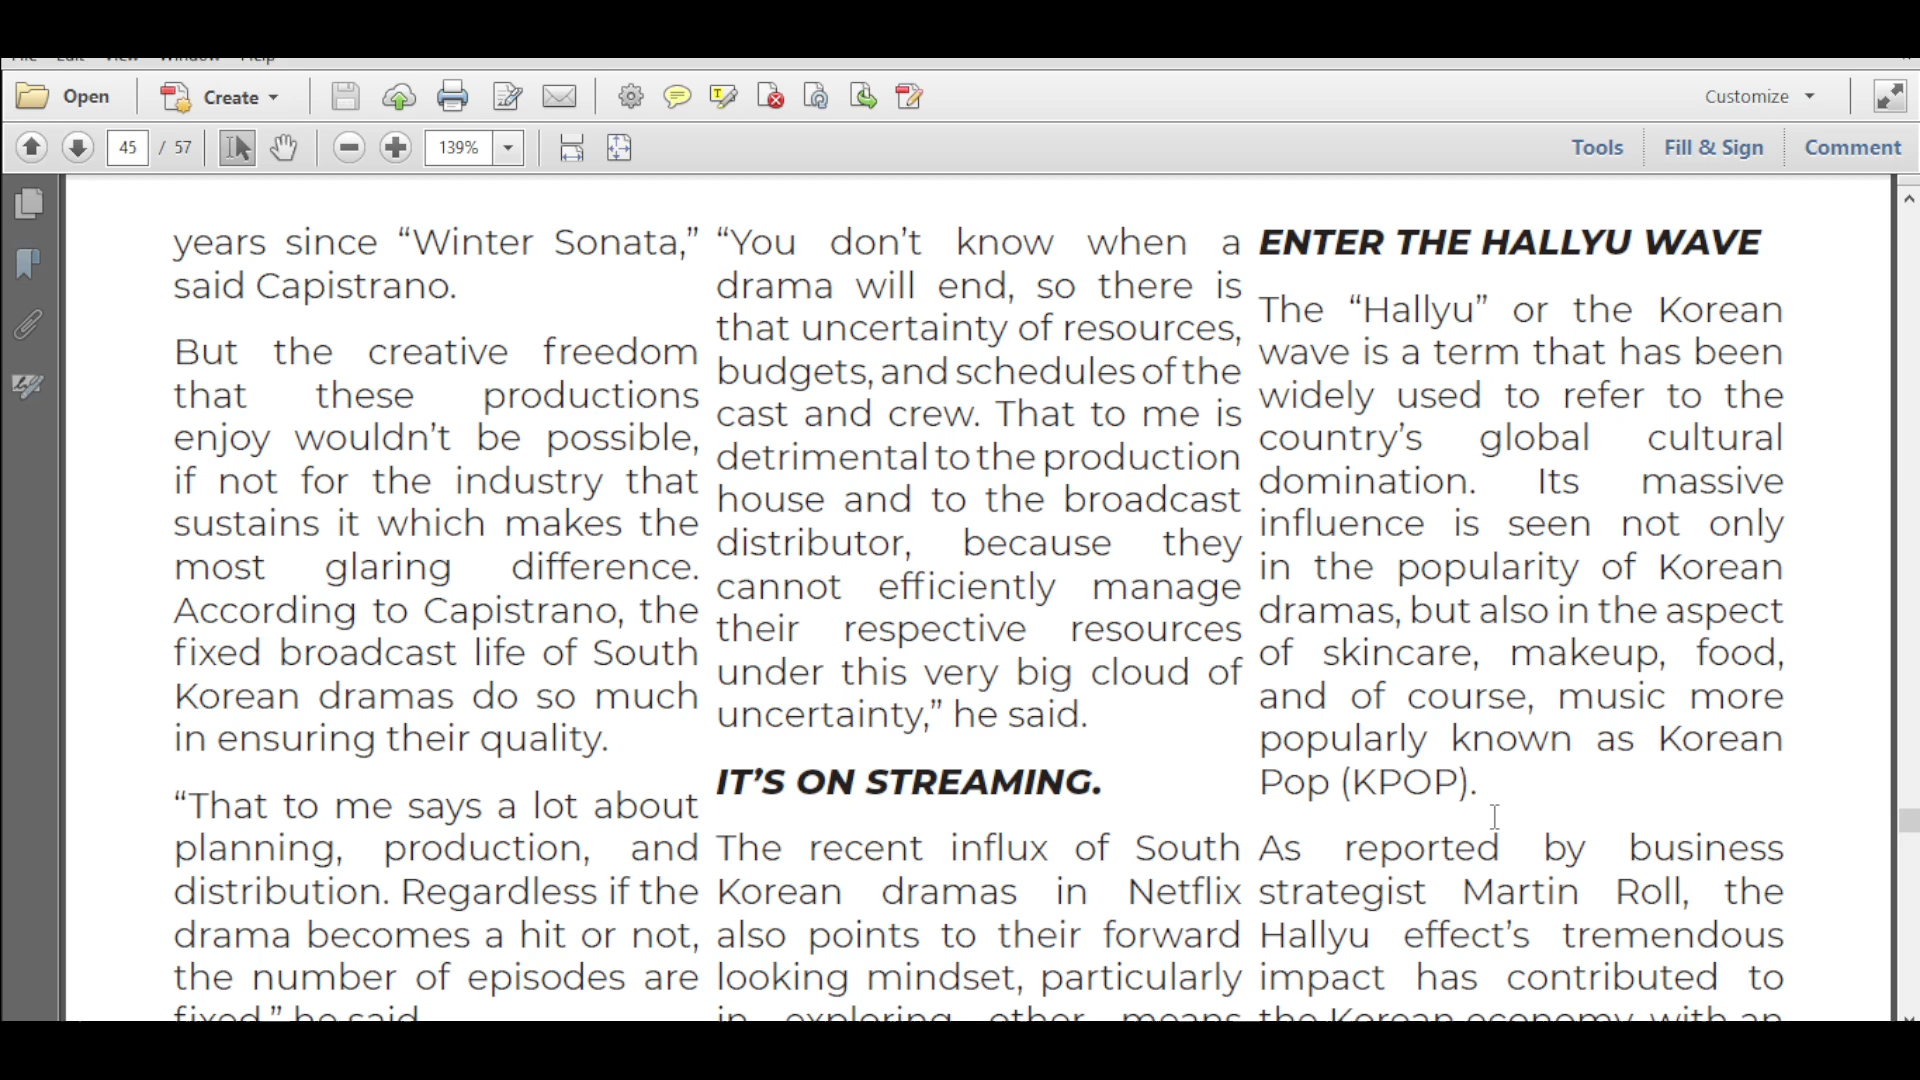 Open
Create
Customize
45 / 57
139%
Tools
Fill & Sign
Comment
years since “Winter Sonata,”
said Capistrano.
But the creative freedom
that these productions
enjoy wouldn’t be possible,
if not for the industry that
sustains it which makes the
most glaring difference.
According to Capistrano, the
fixed broadcast life of South
Korean dramas do so much
in ensuring their quality.
“That to me says a lot about
planning, production, and
distribution. Regardless if the
drama becomes a hit or not,
the number of episodes are
fixed,” he said.
“You don’t know when a
drama will end, so there is
that uncertainty of resources,
budgets, and schedules of the
cast and crew. That to me is
detrimental to the production
house and to the broadcast
distributor, because they
cannot efficiently manage
their respective resources
under this very big cloud of
uncertainty,” he said.
IT’S ON STREAMING.
The recent influx of South
Korean dramas in Netflix
also points to their forward
looking mindset, particularly
in exploring other means
ENTER THE HALLYU WAVE
The “Hallyu” or the Korean
wave is a term that has been
widely used to refer to the
country’s global cultural
domination. Its massive
influence is seen not only
in the popularity of Korean
dramas, but also in the aspect
of skincare, makeup, food,
and of course, music more
popularly known as Korean
Pop (KPOP).
As reported by business
strategist Martin Roll, the
Hallyu effect’s tremendous
impact has contributed to
the Korean economy, with an